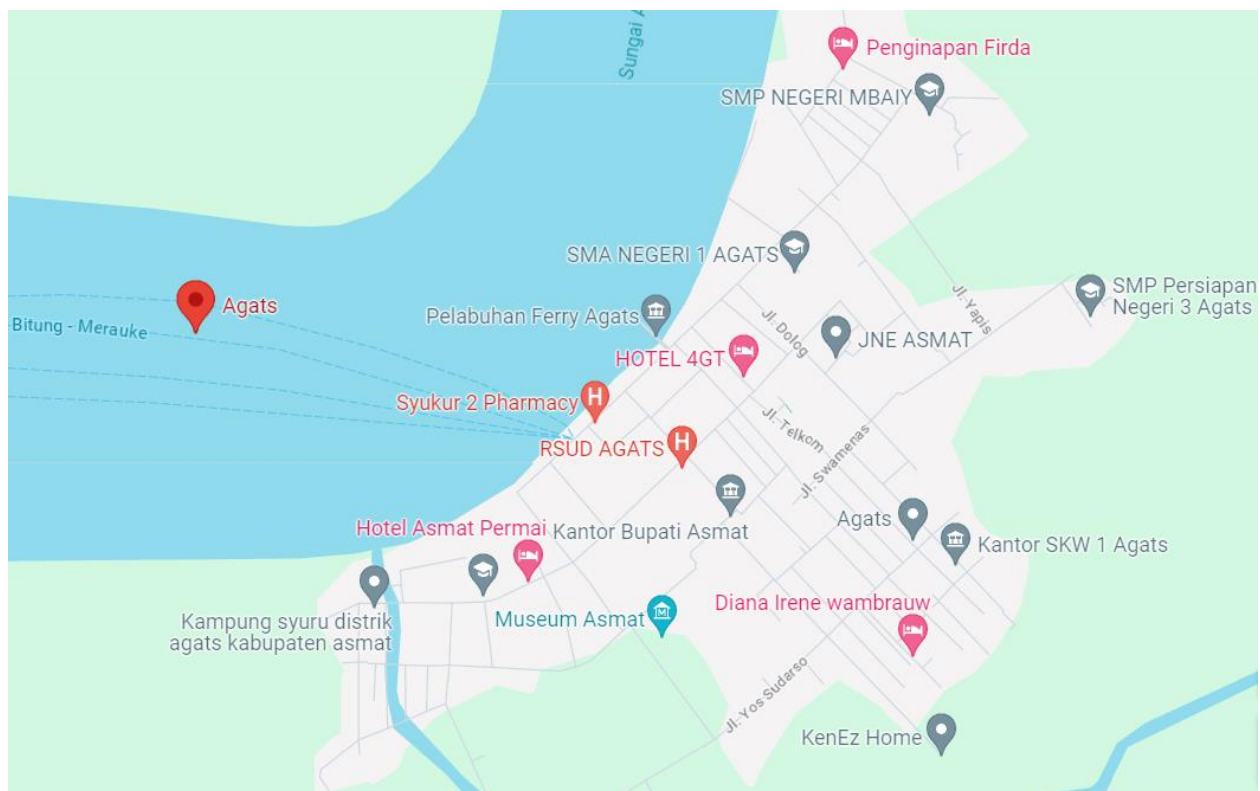 Sungai A
Penginapan Firda
SMP NEGERI MBAIY
SMA NEGERI 1 AGATS
Jl. Yapis
SMP Persiapan
Negeri 3 Agats
Agats
Bitung - Merauke
Pelabuhan Ferry Agats
Jl. Dolog
JNE ASMAT
HOTEL 4GT
Syukur 2 Pharmacy
H
Jl. Telkom
RSUD AGATS
H
Jl. Swamenas
Hotel Asmat Permai
Kantor Bupati Asmat
Agats
Kantor SKW 1 Agats
Diana Irene wambrauw
Museum Asmat
M
Kampung syuru distrik
agats kabupaten asmat
Jl. Yos Sudarso
KenEz Home